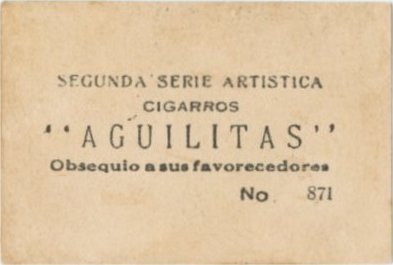 SEGUNDA SERIE ARTISTICA
CIGARROS
"AGUILITAS"
Obsequio a sus favorecedores
No 871